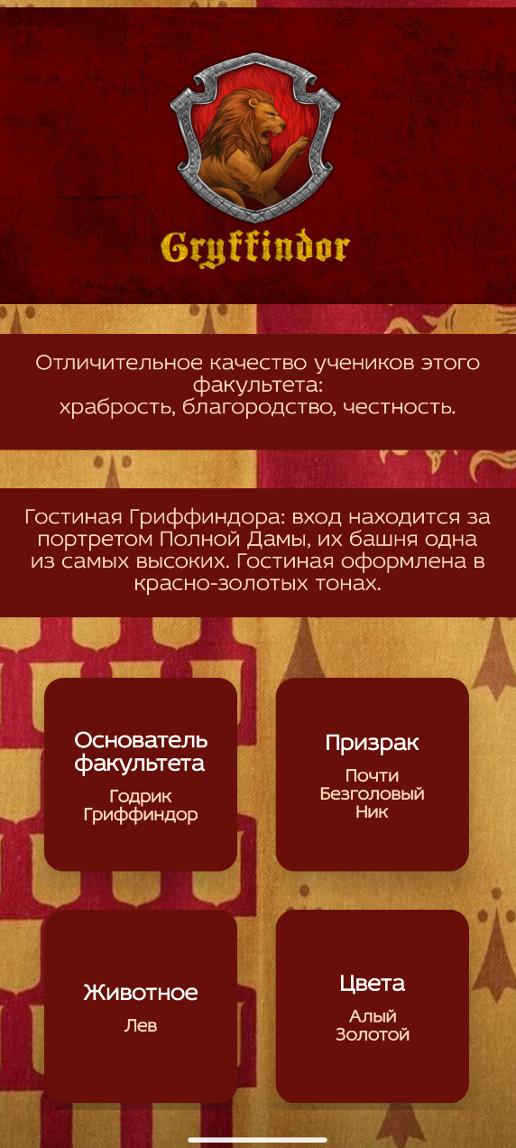 Gryffindor
Отличительное качество учеников этого
факультета:
храбрость, благородство, честность.
Гостиная Гриффиндора: вход находится за
портретом Полной Дамы, их башня одна
из самых высоких. Гостиная оформлена в
красно-золотых тонах.
Основатель
факультета
Годрик
Гриффиндор
Призрак
Почти
Безголовый
Ник
Животное
Лев
Цвета
Алый
Золотой